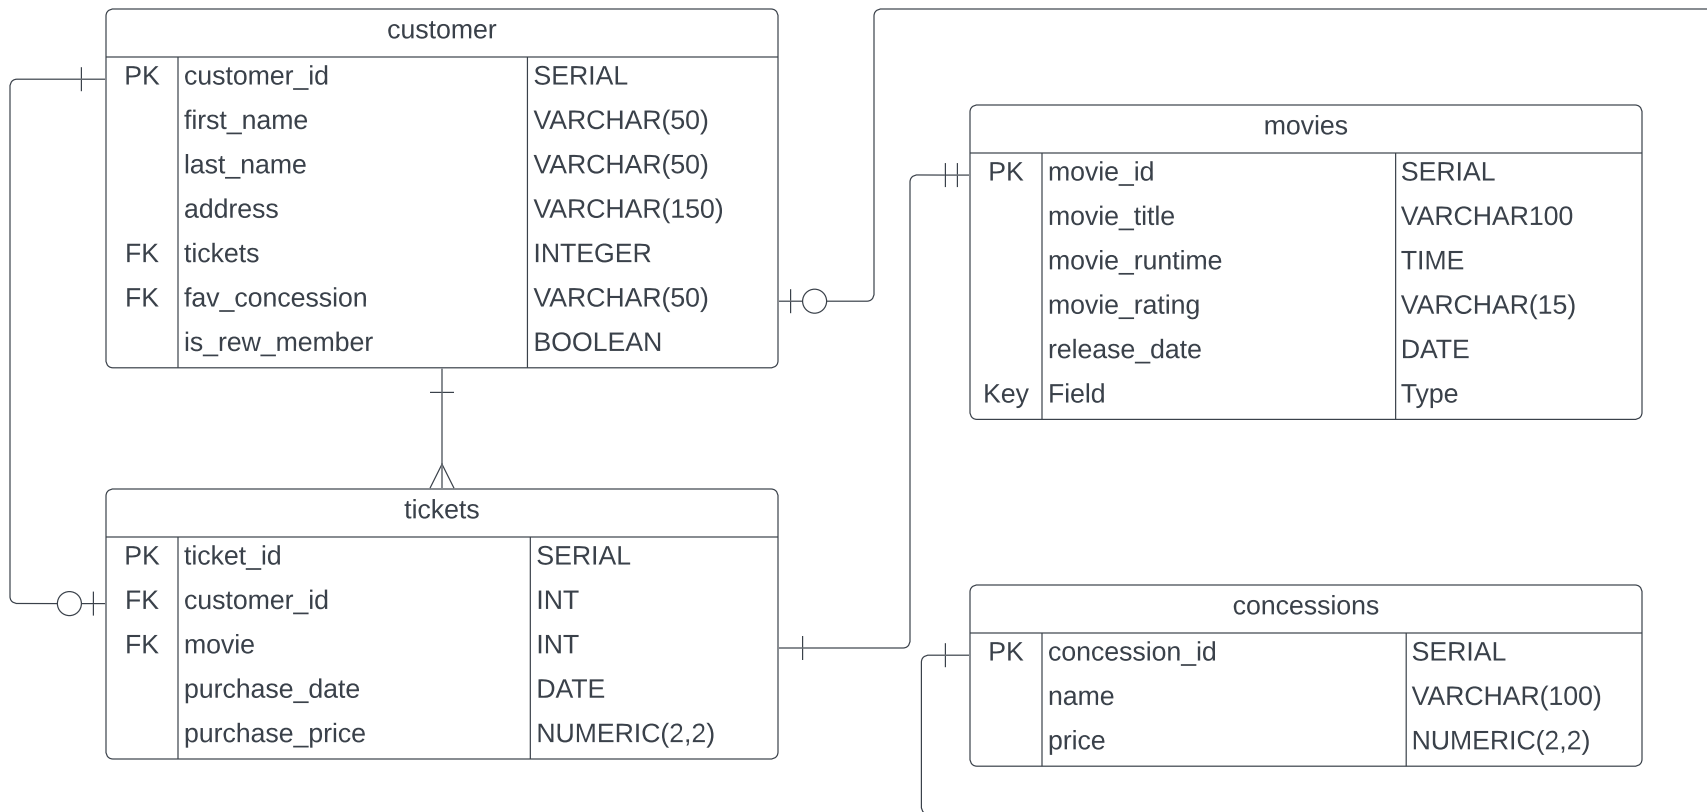 customer
PK customer_id SERIAL
first_name VARCHAR(50)
last_name VARCHAR(50)
address VARCHAR(150)
FK tickets INTEGER
FK fav_concession VARCHAR(50)
is_rew_member BOOLEAN
movies
PK movie_id SERIAL
movie_title VARCHAR100
movie_runtime TIME
movie_rating VARCHAR(15)
release_date DATE
Key Field Type
tickets
PK ticket_id SERIAL
FK customer_id INT
FK movie INT
purchase_date DATE
purchase_price NUMERIC(2,2)
concessions
PK concession_id SERIAL
name VARCHAR(100)
price NUMERIC(2,2)